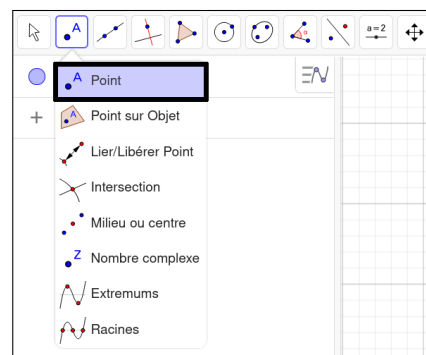 A
a=2
A Point
A Point sur Objet
Lier/Libérer Point
Intersection
Milieu ou centre
Z Nombre complexe
Extremums
Racines